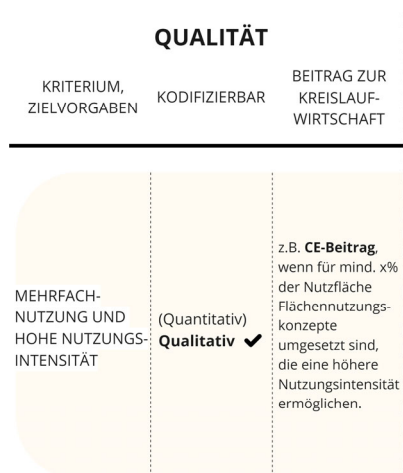 QUALITÄT
KRITERIUM,
ZIELVORGABEN
KODIFIZIERBAR
BEITRAG ZUR
KREISLAUF-
WIRTSCHAFT
MEHRFACH-
NUTZUNG UND
HOHE NUTZUNGS-
INTENSITÄT
(Quantitativ)
Qualitativ ✔
z.B. CE-Beitrag,
wenn für mind. x%
der Nutzfläche
Flächennutzungs-
konzepte
umgesetzt sind,
die eine höhere
Nutzungsintensität
ermöglichen.